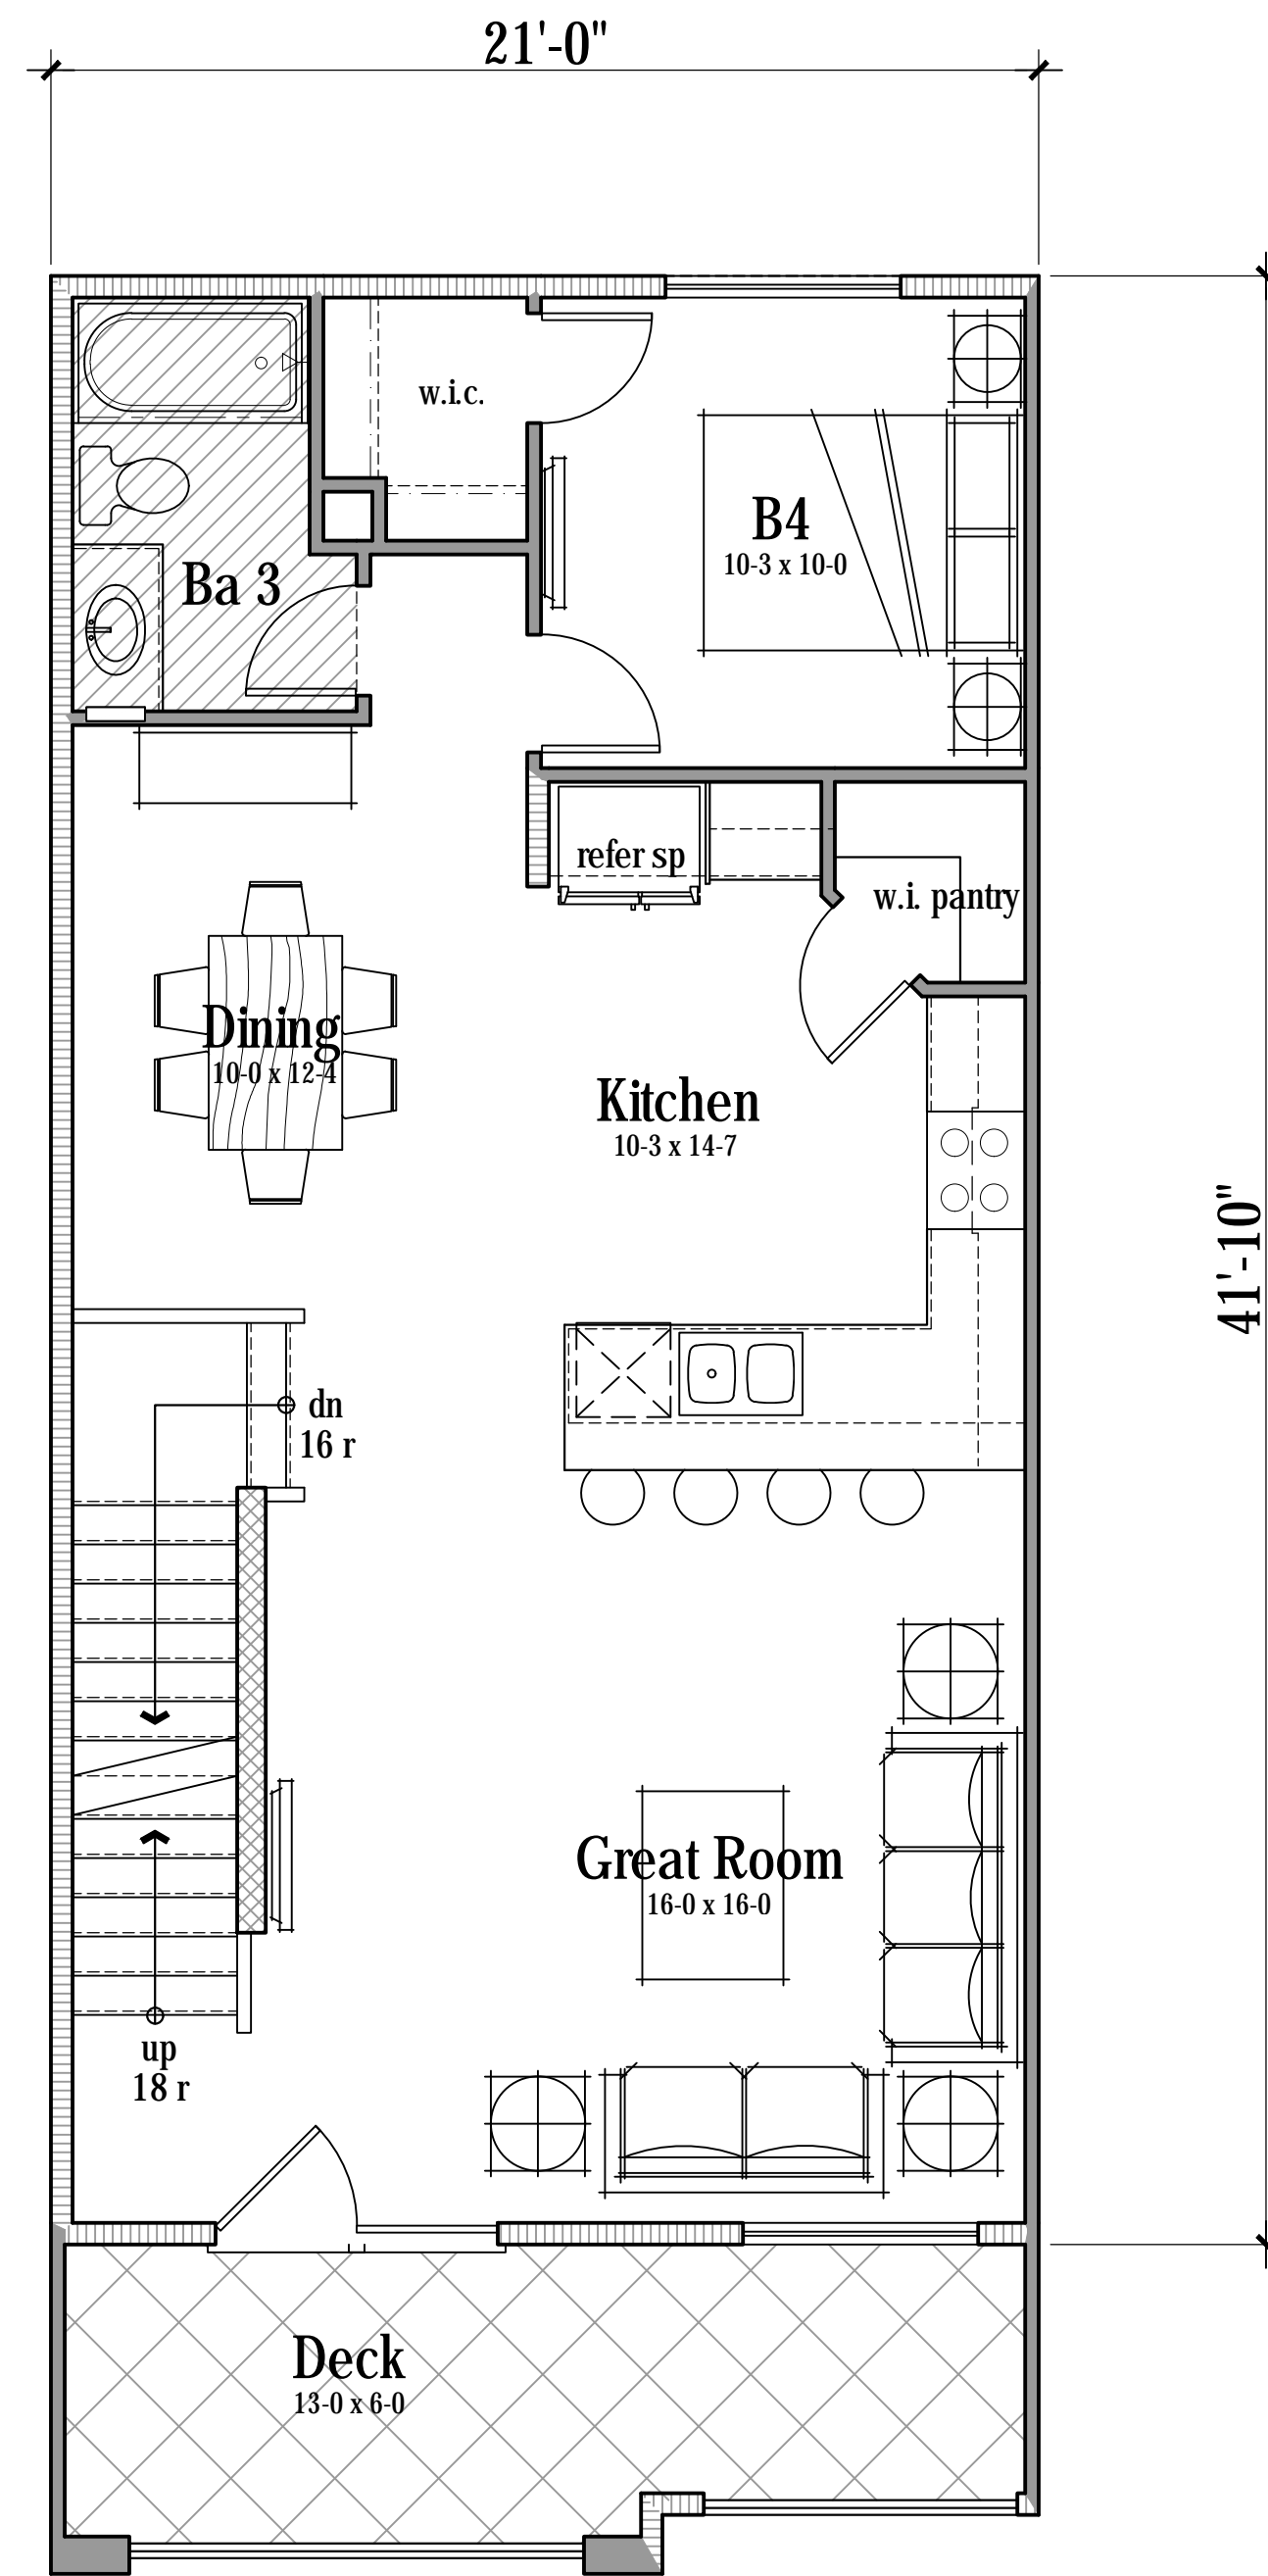 21'-0"
w.i.c.
B4
10-3 x 10-0
Ba 3
refer sp
w.i. pantry
Dining
10-0 x 12-4
Kitchen
10-3 x 14-7
41'-10"
dn
16 r
Great Room
16-0 x 16-0
up
18 r
Deck
13-0 x 6-0